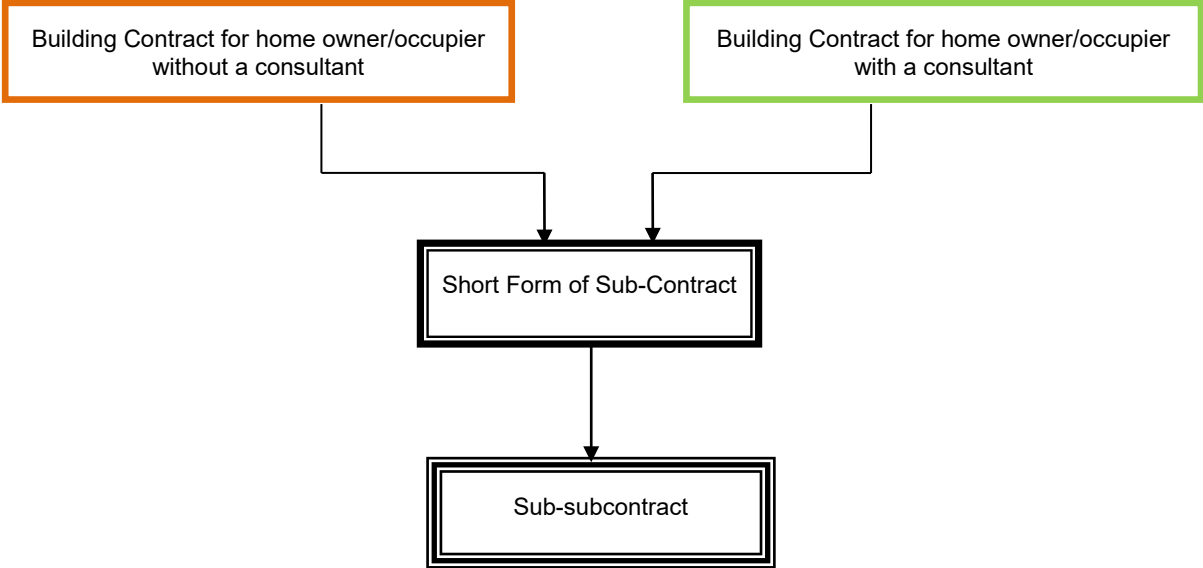 Building Contract for home owner/occupier
without a consultant
Building Contract for home owner/occupier
with a consultant
Short Form of Sub-Contract
Sub-subcontract